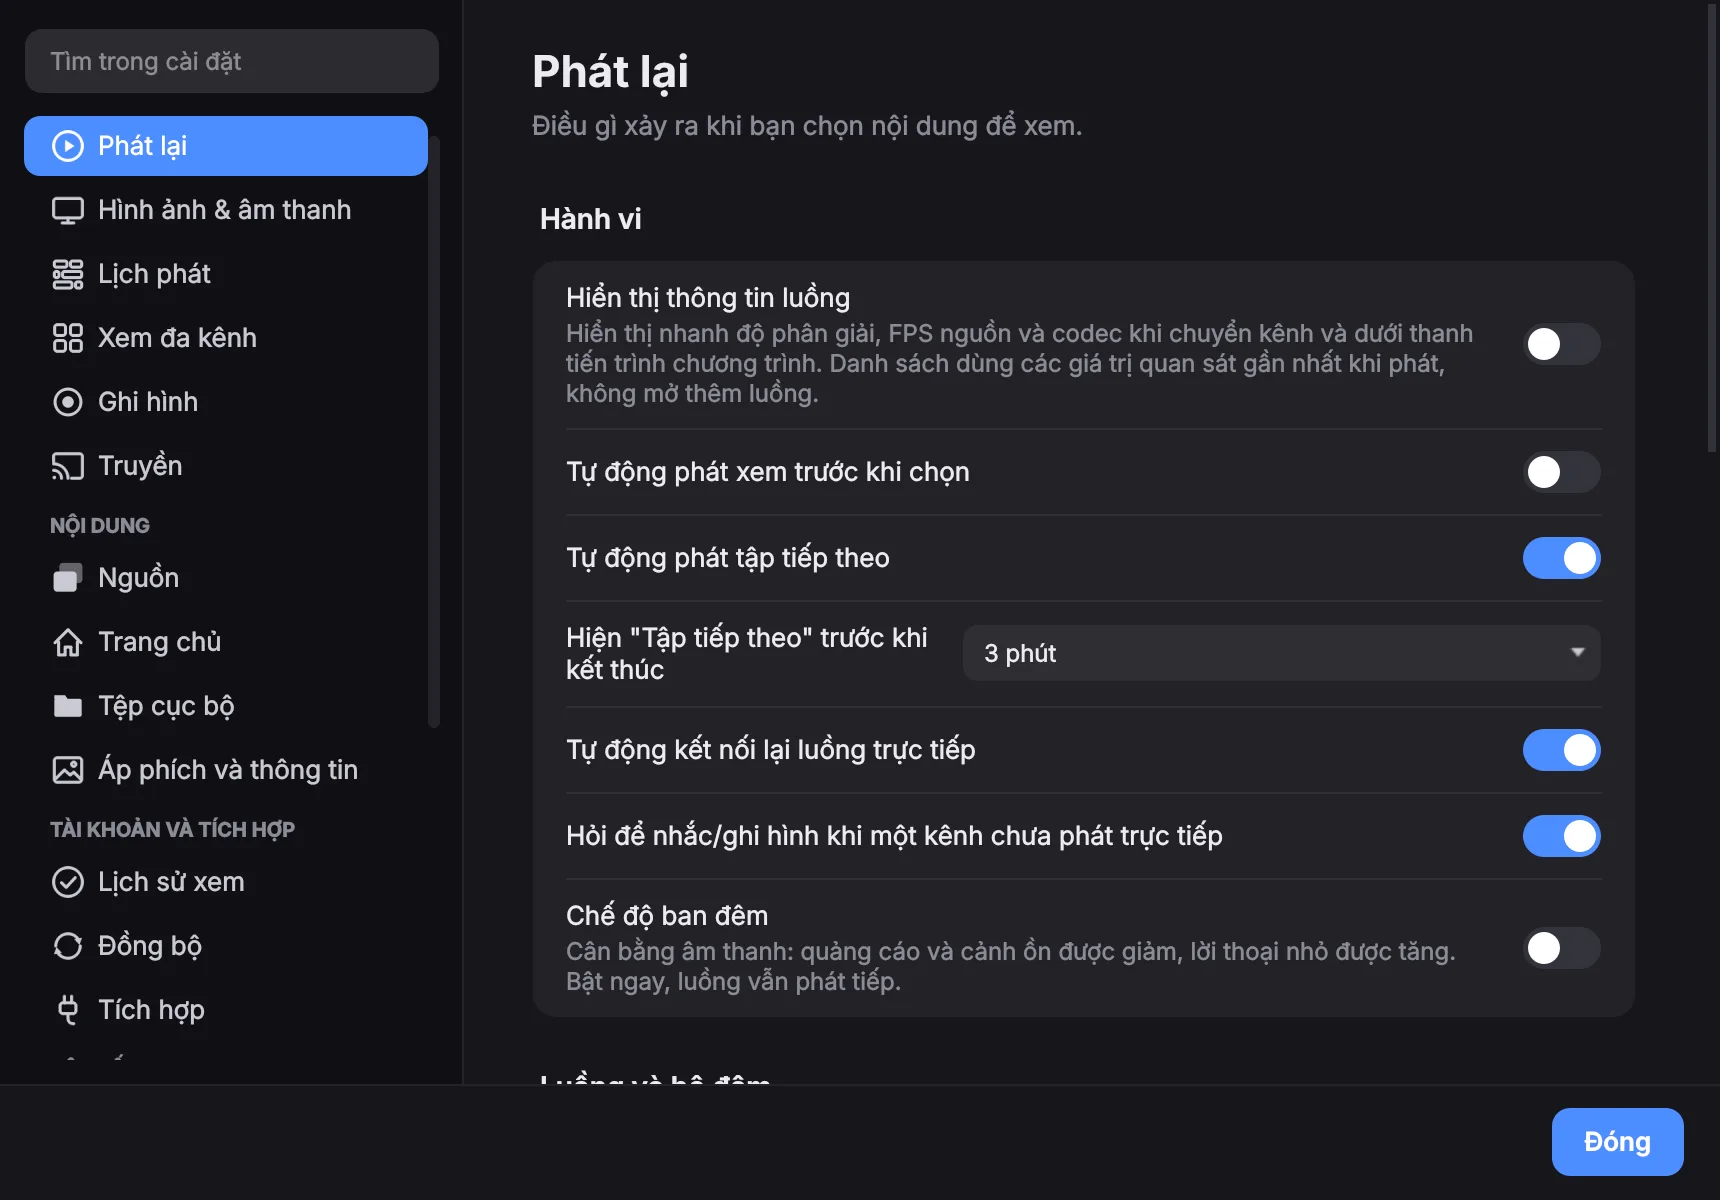 Tìm trong cài đặt
Phát lại
Hình ảnh & âm thanh
Lịch phát
Xem đa kênh
Ghi hình
Truyền
NỘI DUNG
Nguồn
Trang chủ
Tệp cục bộ
Áp phích và thông tin
TÀI KHOẢN VÀ TÍCH HỢP
Lịch sử xem
Đồng bộ
Tích hợp
Phát lại
Điều gì xảy ra khi bạn chọn nội dung để xem.
Hành vi
Hiển thị thông tin luồng
Hiển thị nhanh độ phân giải, FPS nguồn và codec khi chuyển kênh và dưới thanh
tiến trình chương trình. Danh sách dùng các giá trị quan sát gần nhất khi phát,
không mở thêm luồng.
Tự động phát xem trước khi chọn
Tự động phát tập tiếp theo
Hiện "Tập tiếp theo" trước khi
kết thúc
3 phút
Tự động kết nối lại luồng trực tiếp
Hỏi để nhắc/ghi hình khi một kênh chưa phát trực tiếp
Chế độ ban đêm
Cân bằng âm thanh: quảng cáo và cảnh ồn được giảm, lời thoại nhỏ được tăng.
Bật ngay, luồng vẫn phát tiếp.
Luồng và bộ đệm
Đóng